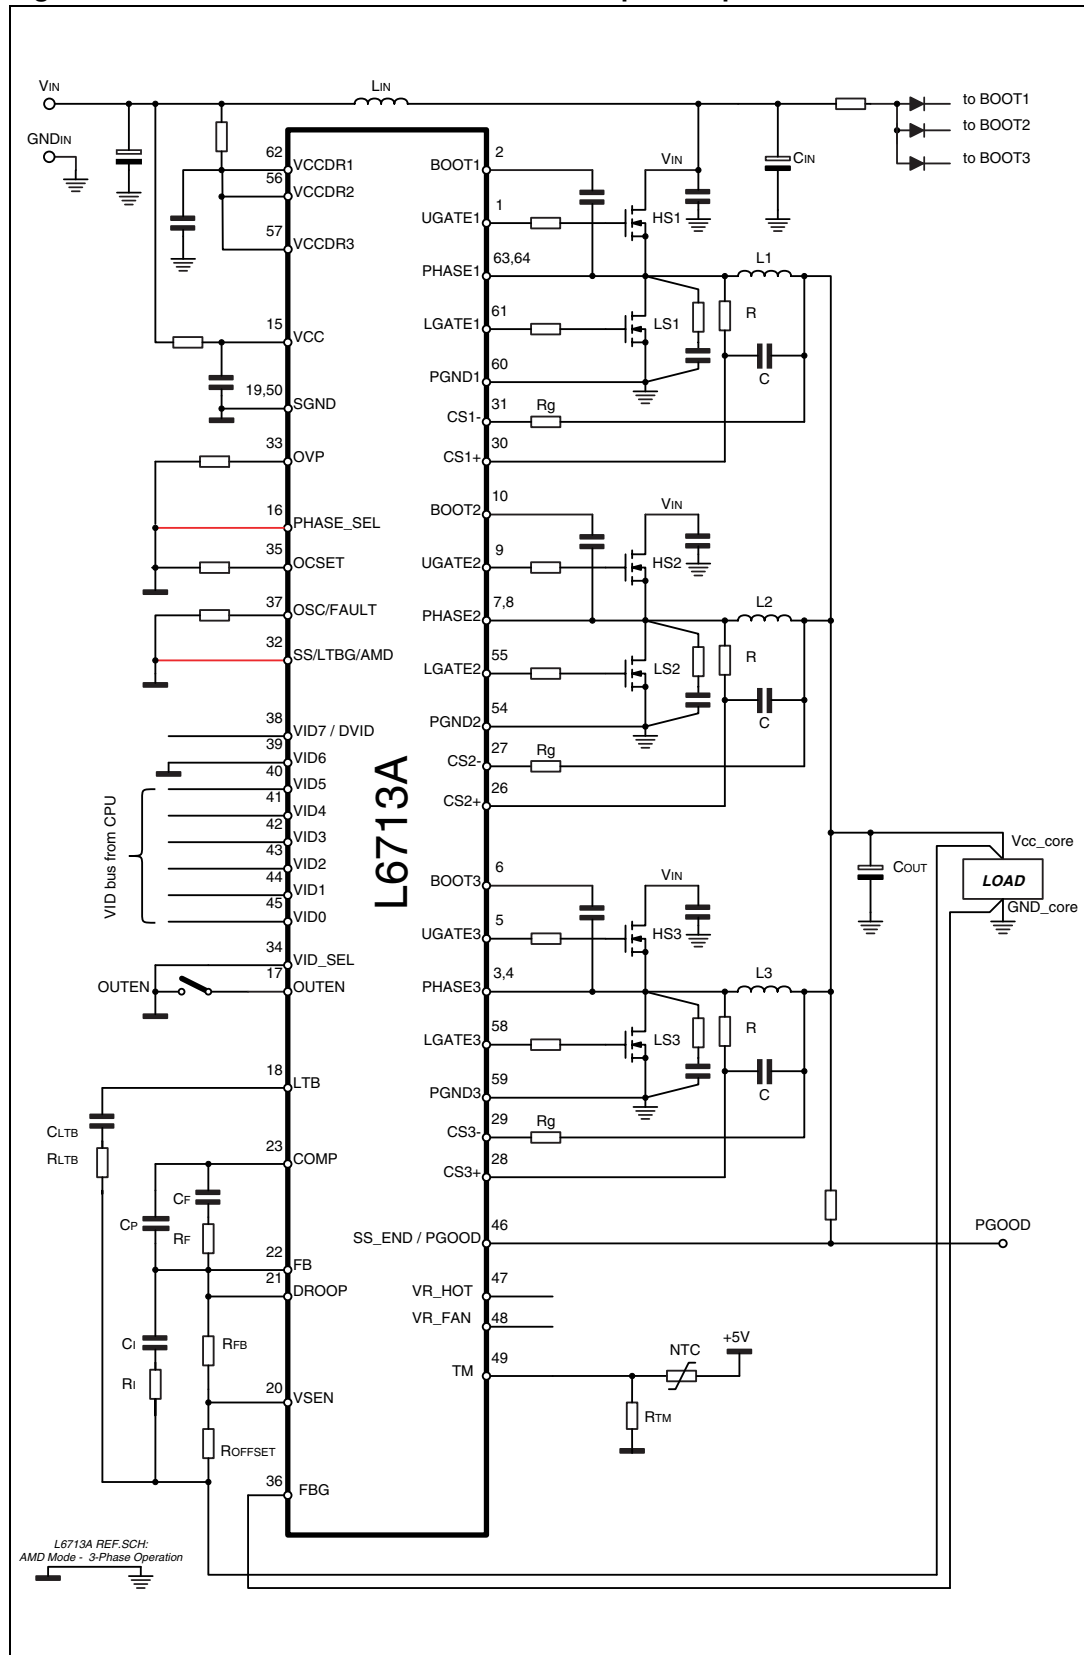 VIN
LIN
to BOOT1
to BOOT2
to BOOT3
GNDIN
CIN
62
VCCDR1
56
VCCDR2
57
VCCDR3
15
VCC
19,50
SGND
33
OVP
16
PHASE_SEL
35
OCSET
37
OSC/FAULT
32
SS/LTBG/AMD
38
VID7 / DVID
39
VID6
40
VID5
41
VID4
42
VID3
43
VID2
44
VID1
45
VID0
VID bus from CPU
34
VID_SEL
17
OUTEN
OUTEN
18
LTB
CLTB
RLTB
23
COMP
CF
CP
RF
22
FB
21
DROOP
CI
RFB
RI
20
VSEN
ROFFSET
36
FBG
L6713A
2
BOOT1
VIN
1
UGATE1
HS1
63,64
PHASE1
L1
61
LGATE1
LS1
R
60
PGND1
C
31
CS1-
Rg
30
CS1+
10
BOOT2
VIN
9
UGATE2
HS2
7,8
PHASE2
L2
55
LGATE2
LS2
R
54
PGND2
C
27
CS2-
Rg
26
CS2+
6
BOOT3
VIN
5
UGATE3
HS3
3,4
PHASE3
L3
58
LGATE3
LS3
R
59
PGND3
C
29
CS3-
Rg
28
CS3+
COUT
Vcc_core
LOAD
GND_core
46
SS_END / PGOOD
PGOOD
47
VR_HOT
48
VR_FAN
49
TM
NTC
+5V
RTM
L6713A REF.SCH:
AMD Mode - 3-Phase Operation